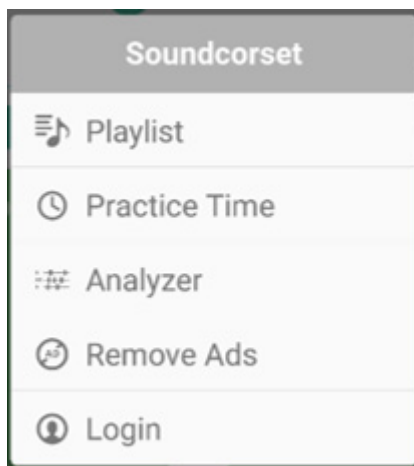 Soundcorset
Playlist
Practice Time
Analyzer
Remove Ads
Login